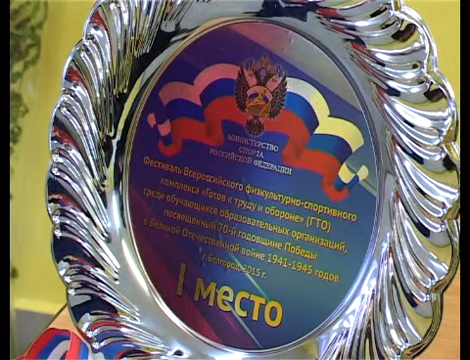 МИНИСТЕРСТВО
СПОРТА
РОССИЙСКОЙ ФЕДЕРАЦИИ
Фестиваль Всероссийского физкультурно-спортивного
комплекса «Готов к труду и обороне» (ГТО)
среди обучающихся образовательных организаций,
посвященный 70-й годовщине Победы
в Великой Отечественной войне 1941-1945 годов
г. Белгород, 2015 г.
I место